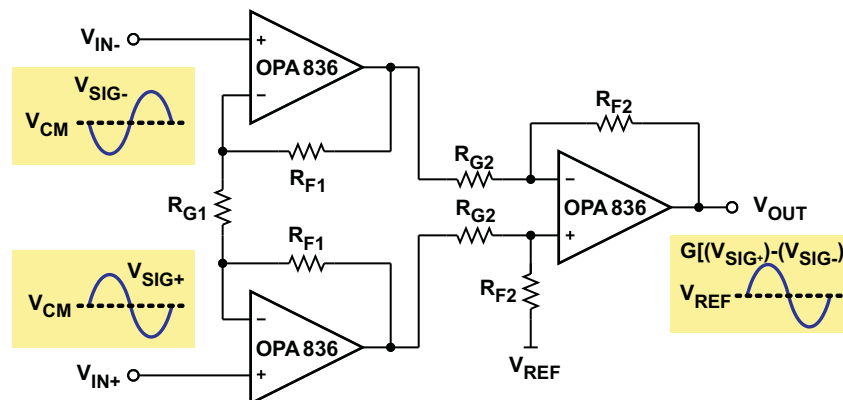 VIN-
+
OPA 836
−
VSIG-
VCM
RF1
RG1
RF1
VSIG+
VCM
−
OPA 836
+
VIN+
RG2
RF2
−
OPA 836
+
RG2
RF2
VREF
VOUT
G[(VSIG+)-(VSIG-)]
VREF